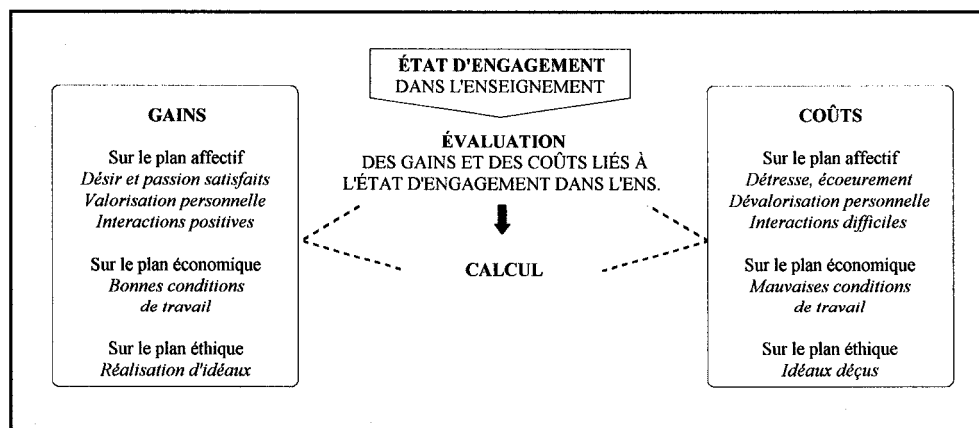 ÉTAT D'ENGAGEMENT
DANS L'ENSEIGNEMENT
GAINS
Sur le plan affectif
Désir et passion satisfaits
Valorisation personnelle
Interactions positives
Sur le plan économique
Bonnes conditions
de travail
Sur le plan éthique
Réalisation d'idéaux
ÉVALUATION
DES GAINS ET DES COÛTS LIÉS À
L'ÉTAT D'ENGAGEMENT DANS L'ENS.
CALCUL
COÛTS
Sur le plan affectif
Détresse, écoeurement
Dévalorisation personnelle
Interactions difficiles
Sur le plan économique
Mauvaises conditions
de travail
Sur le plan éthique
Idéaux déçus